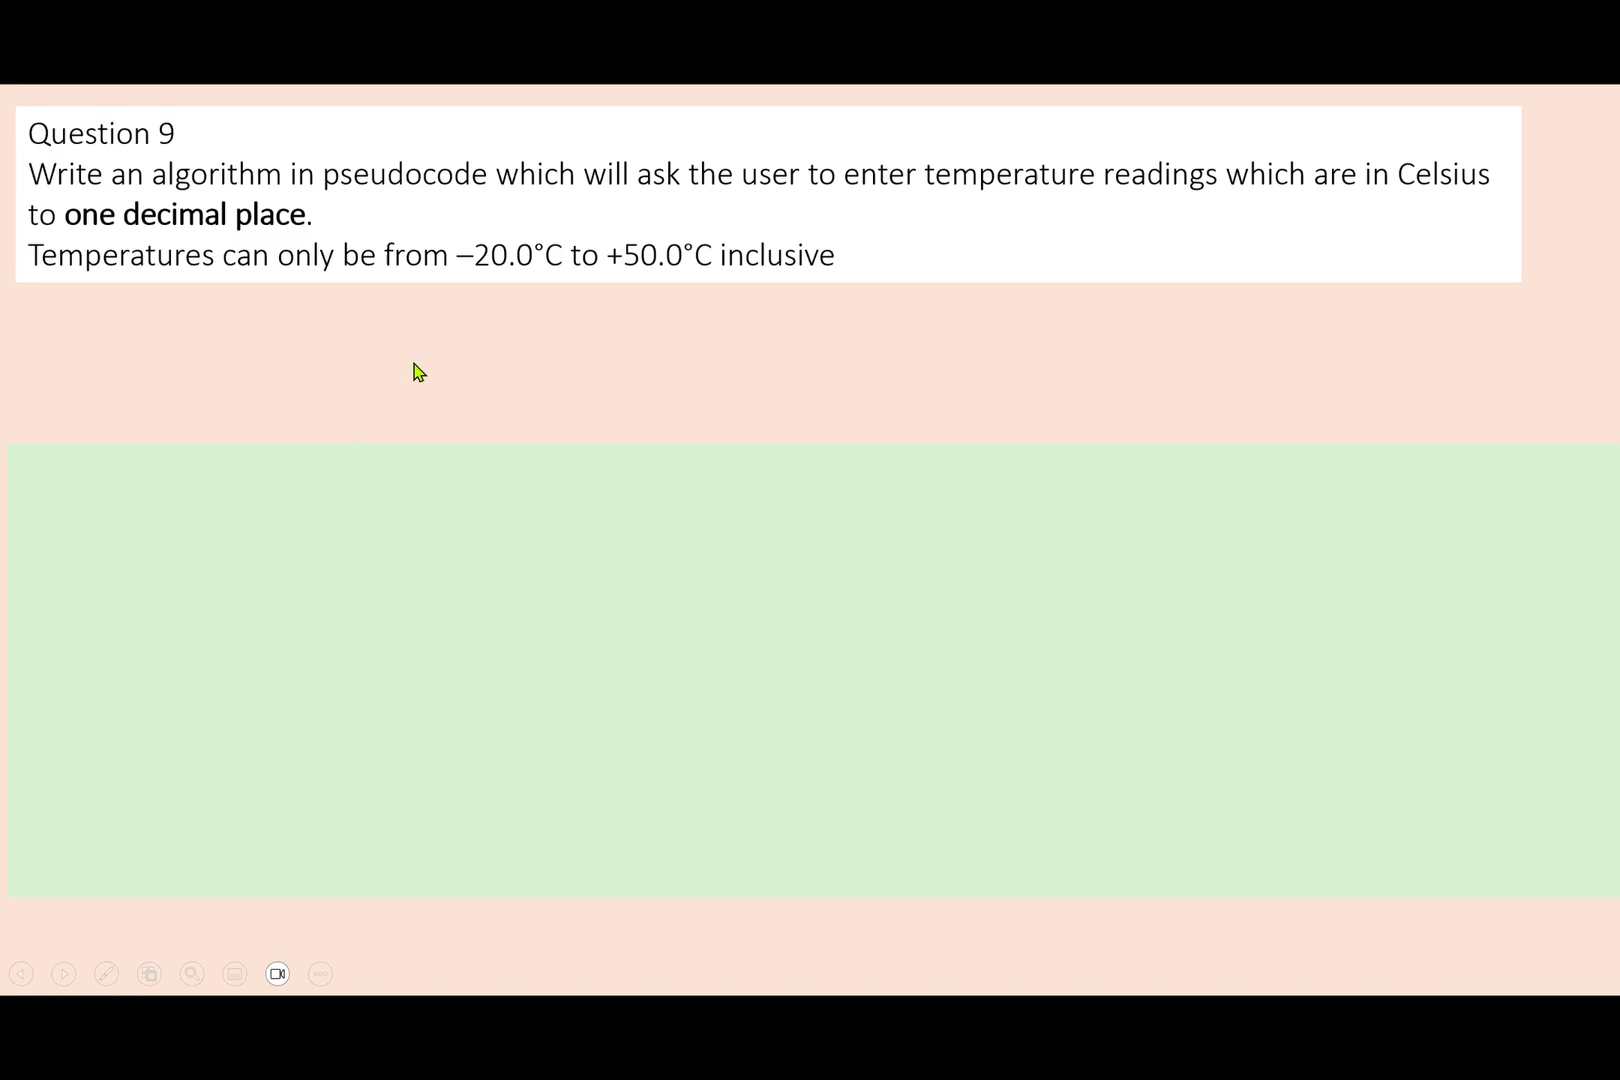 Question 9
Write an algorithm in pseudocode which will ask the user to enter temperature readings which are in Celsius
to one decimal place.
Temperatures can only be from –20.0°C to +50.0°C inclusive